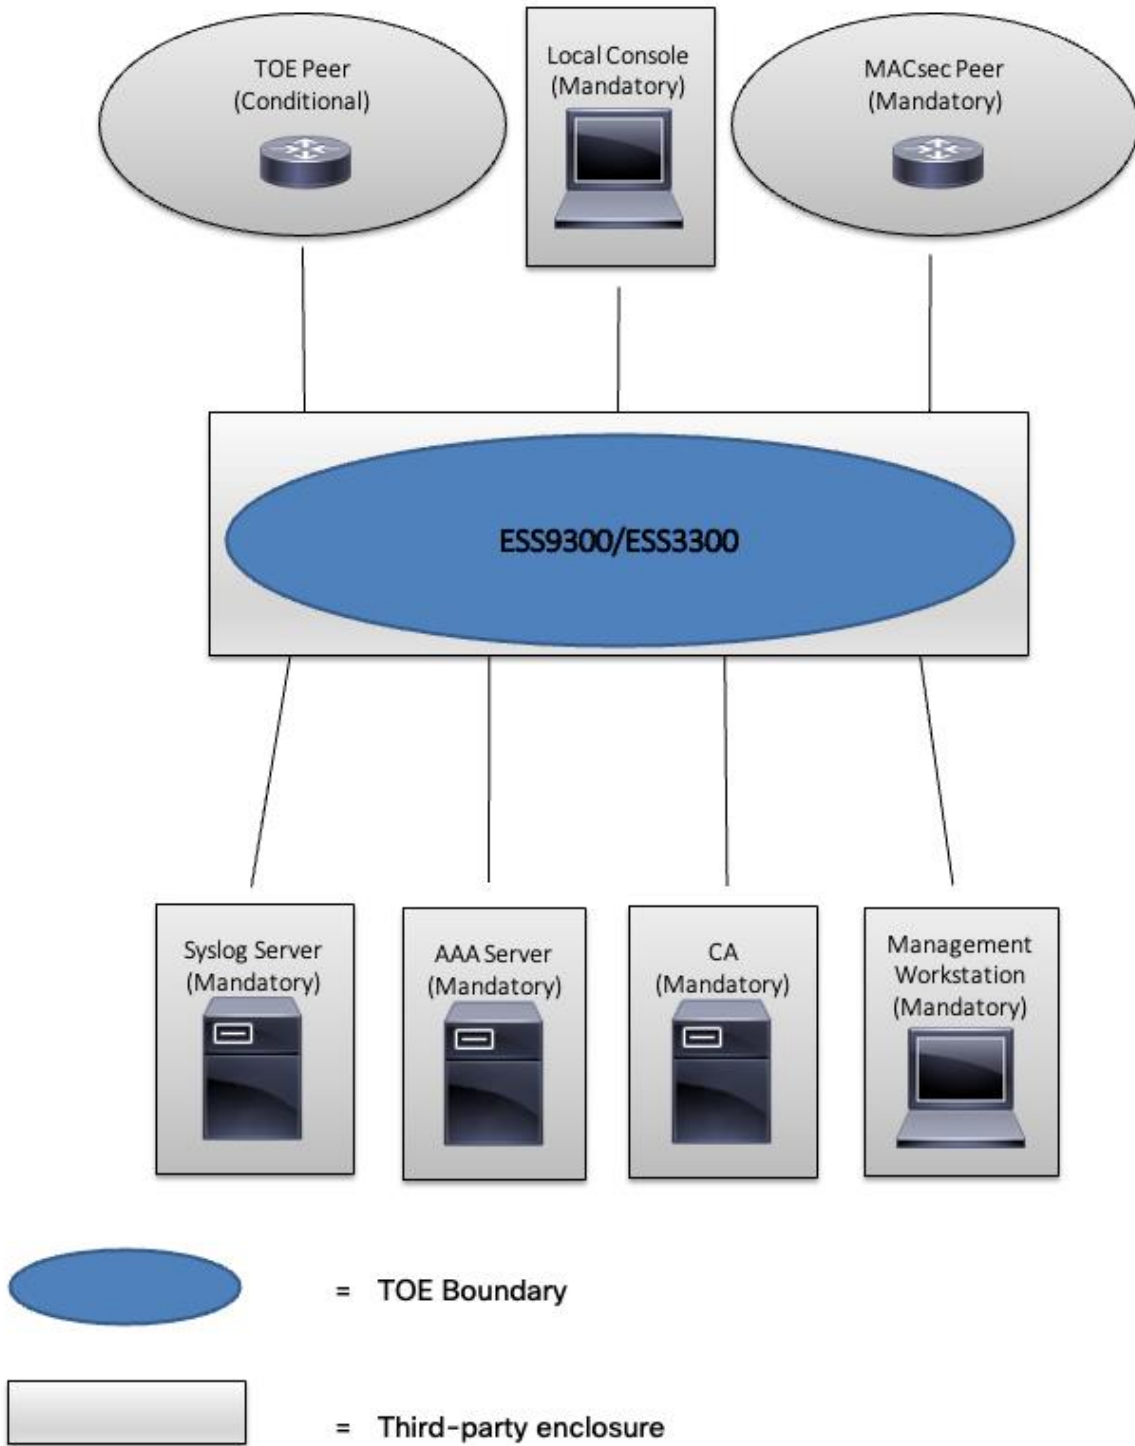 TOE Peer
(Conditional)
Local Console
(Mandatory)
MACsec Peer
(Mandatory)
ESS9300/ESS3300
Syslog Server
(Mandatory)
AAA Server
(Mandatory)
CA
(Mandatory)
Management
Workstation
(Mandatory)
= TOE Boundary
= Third-party enclosure